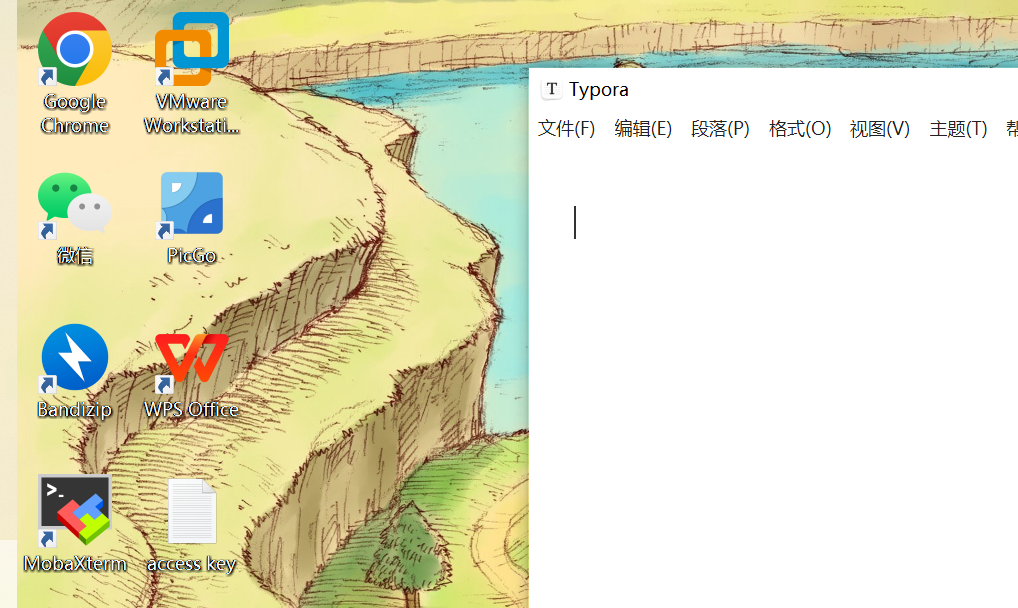 Google
Chrome
VMware
Workstati...
微信
PicGo
Bandizip
WPS Office
MobaXterm
access key
T Typora
文件(F) 编辑(E) 段落(P) 格式(O) 视图(V) 主题(T) 帮